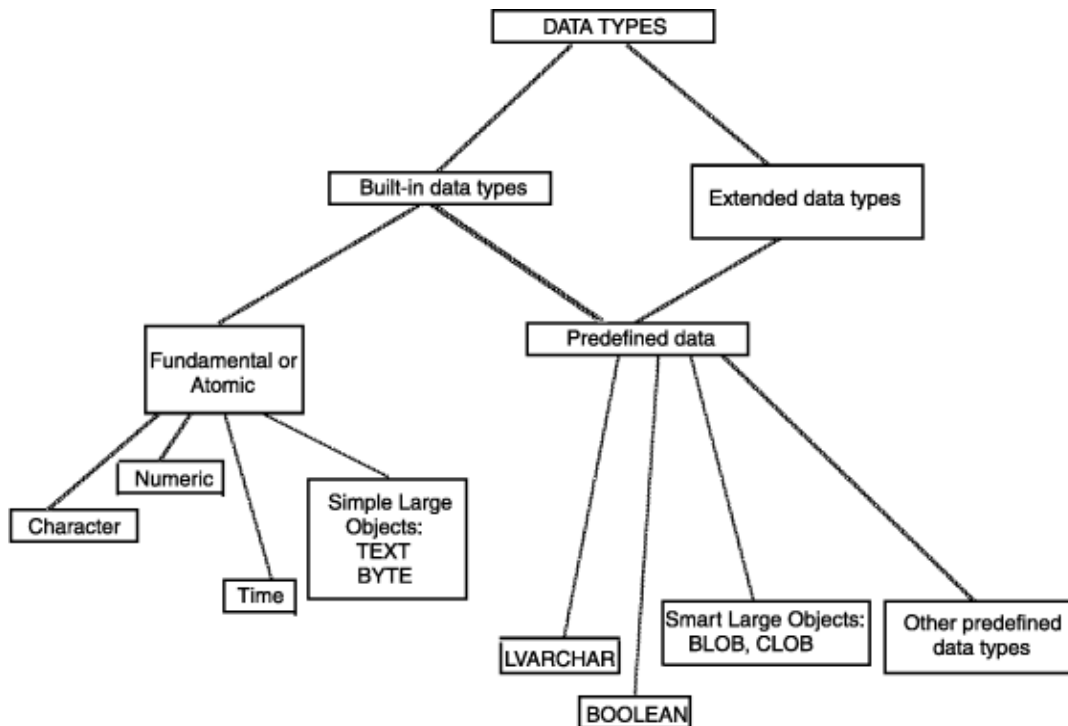 DATA TYPES
Built-in data types
Extended data types
Fundamental or
Atomic
Predefined data
Numeric
Character
Simple Large
Objects:
TEXT
BYTE
Time
LVARCHAR
BOOLEAN
Smart Large Objects:
BLOB, CLOB
Other predefined
data types